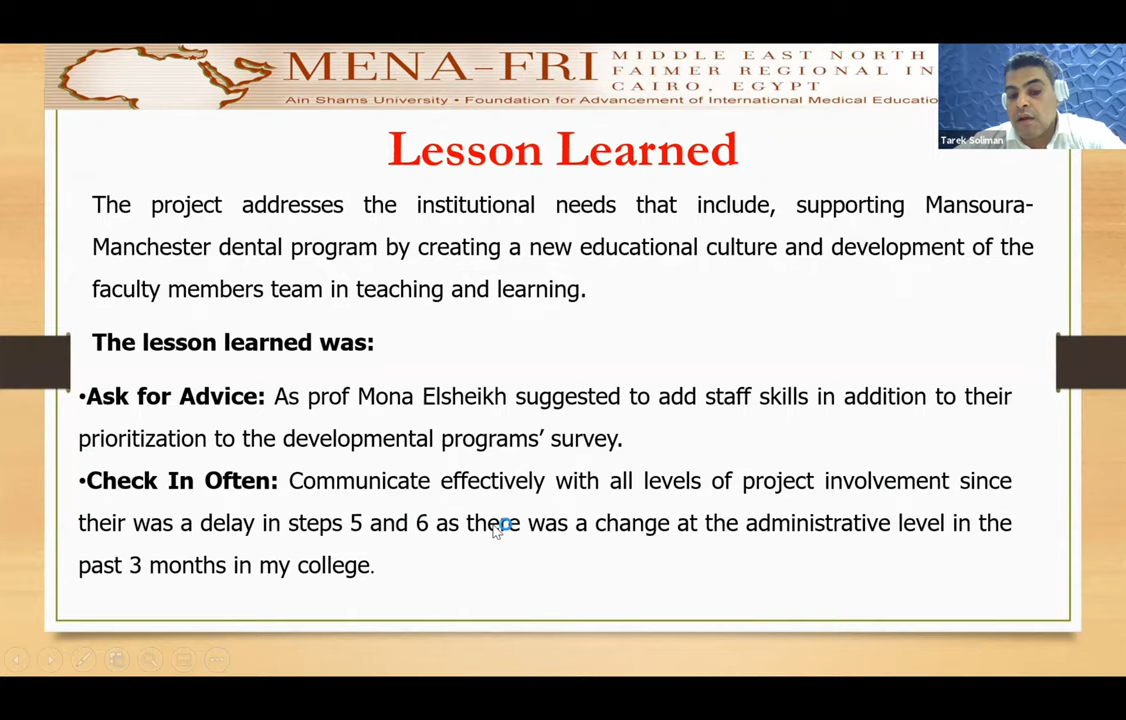 MENA-FRI
MIDDLE EAST NORTH
FAIMER REGIONAL IN
CAIRO, EGYPT
Ain Shams University • Foundation for Advancement of International Medical Educatio
Tarek Soliman
Lesson Learned
The project addresses the institutional needs that include, supporting Mansoura-
Manchester dental program by creating a new educational culture and development of the
faculty members team in teaching and learning.
The lesson learned was:
•Ask for Advice: As prof Mona Elsheikh suggested to add staff skills in addition to their
prioritization to the developmental programs’ survey.
•Check In Often: Communicate effectively with all levels of project involvement since
their was a delay in steps 5 and 6 as there was a change at the administrative level in the
past 3 months in my college.